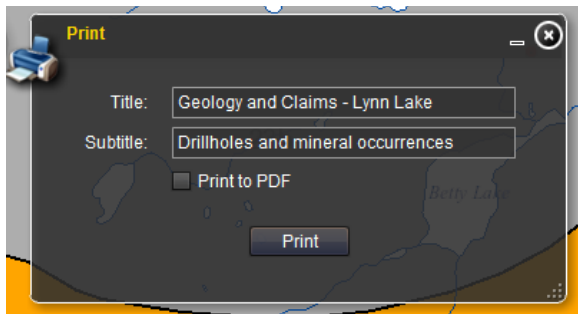 Print
Title: Geology and Claims - Lynn Lake
Subtitle: Drillholes and mineral occurrences
Print to PDF
Betty Lake
Print